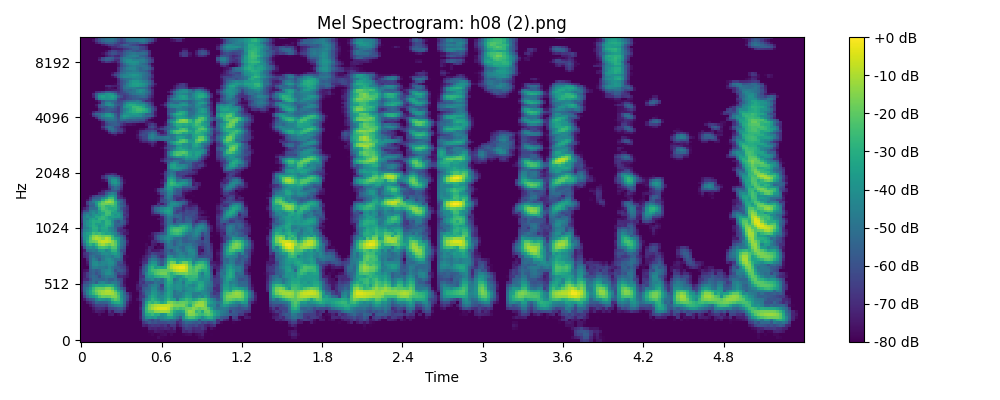 Mel Spectrogram: h08 (2).png
8192
4096
2048
1024
512
0
Hz
0
0.6
1.2
1.8
2.4
3
3.6
4.2
4.8
Time
+0 dB
-10 dB
-20 dB
-30 dB
-40 dB
-50 dB
-60 dB
-70 dB
-80 dB